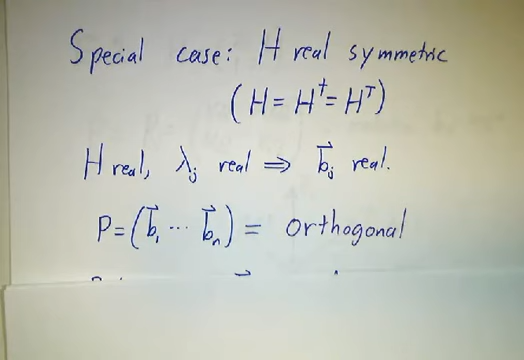 Special case: H real symmetric
(H = H† = Hᵀ)
H real, λⱼ real ⇒ b⃗ⱼ real.
P = (b⃗₁ ⋯ b⃗ₙ) = Orthogonal